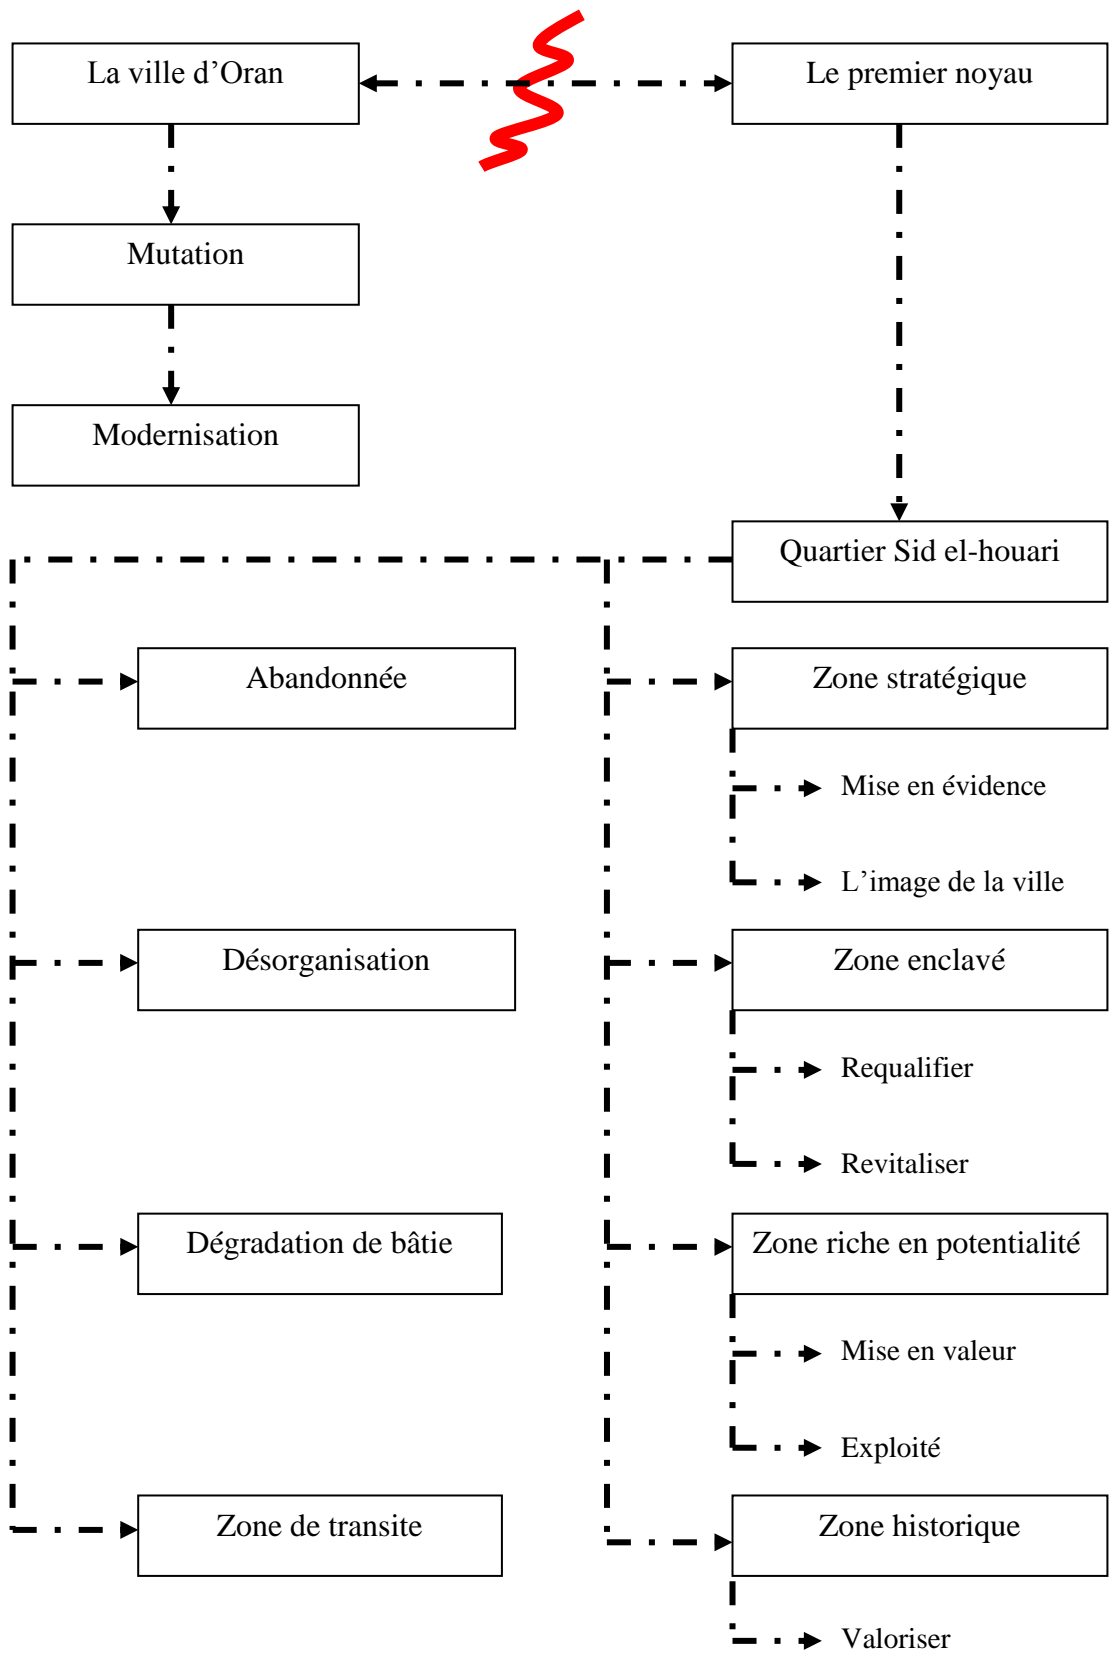 La ville d’Oran
Le premier noyau
Mutation
Modernisation
Quartier Sid el-houari
Abandonnée
Zone stratégique
Mise en évidence
L’image de la ville
Désorganisation
Zone enclavé
Requalifier
Revitaliser
Dégradation de bâtie
Zone riche en potentialité
Mise en valeur
Exploité
Zone de transite
Zone historique
Valoriser